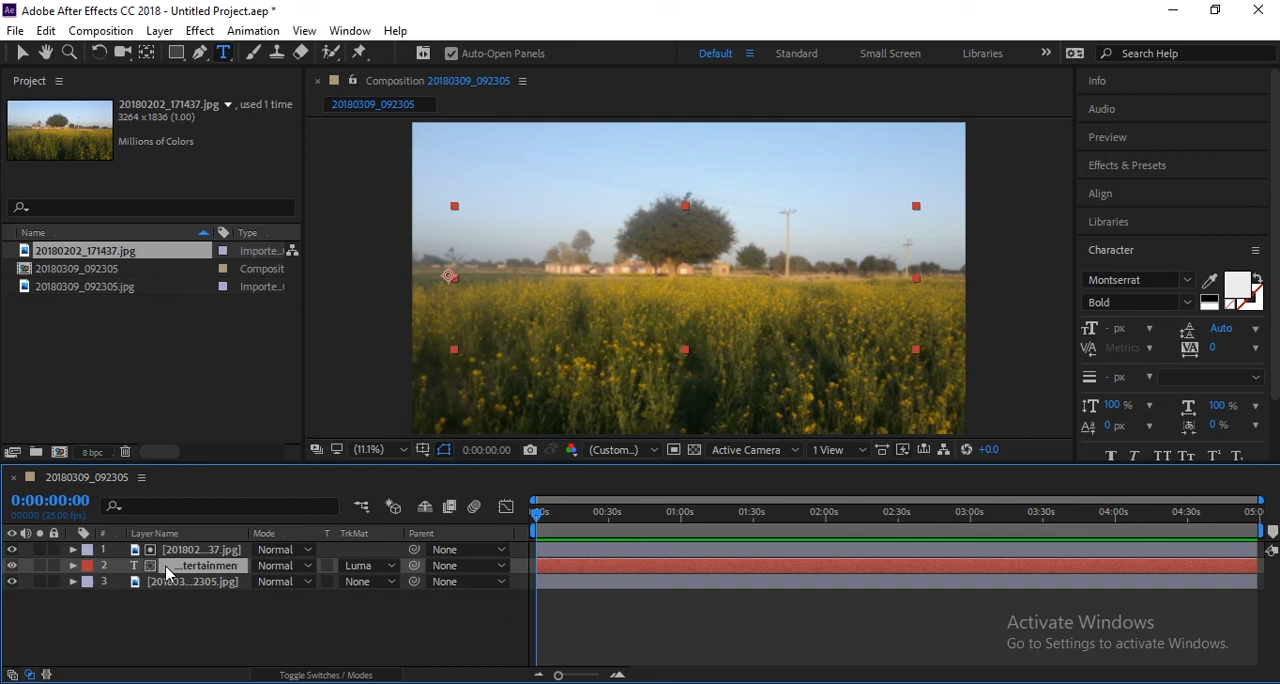 Adobe After Effects CC 2018 - Untitled Project.aep *
File Edit Composition Layer Effect Animation View Window Help
Auto-Open Panels Default Standard Small Screen Libraries Search Help
Project
Composition 20180309_092305
20180309_092305
20180202_171437.jpg , used 1 time
3264 x 1836 (1.00)
Millions of Colors
Name Type
20180202_171437.jpg Importe...
20180309_092305 Composit
20180309_092305.jpg Importe...
8 bpc
(11.1%) 0:00:00:00 (Custom...) Active Camera 1 View +0.0
Info
Audio
Preview
Effects & Presets
Align
Libraries
Character
Montserrat
Bold
- px Auto
Metrics 0
- px
100 % 100 %
0 px 0 %
20180309_092305
0:00:00:00
00000 (25.00 fps)
# Layer Name Mode T .TrkMat Parent
1 [201802...37.jpg] Normal None
2 ...tertainmen Normal Luma None
3 [201803...2305.jpg] Normal None None
Toggle Switches / Modes
00:30s 01:00s 01:30s 02:00s 02:30s 03:00s 03:30s 04:00s 04:30s 05:0
Activate Windows
Go to Settings to activate Windows.